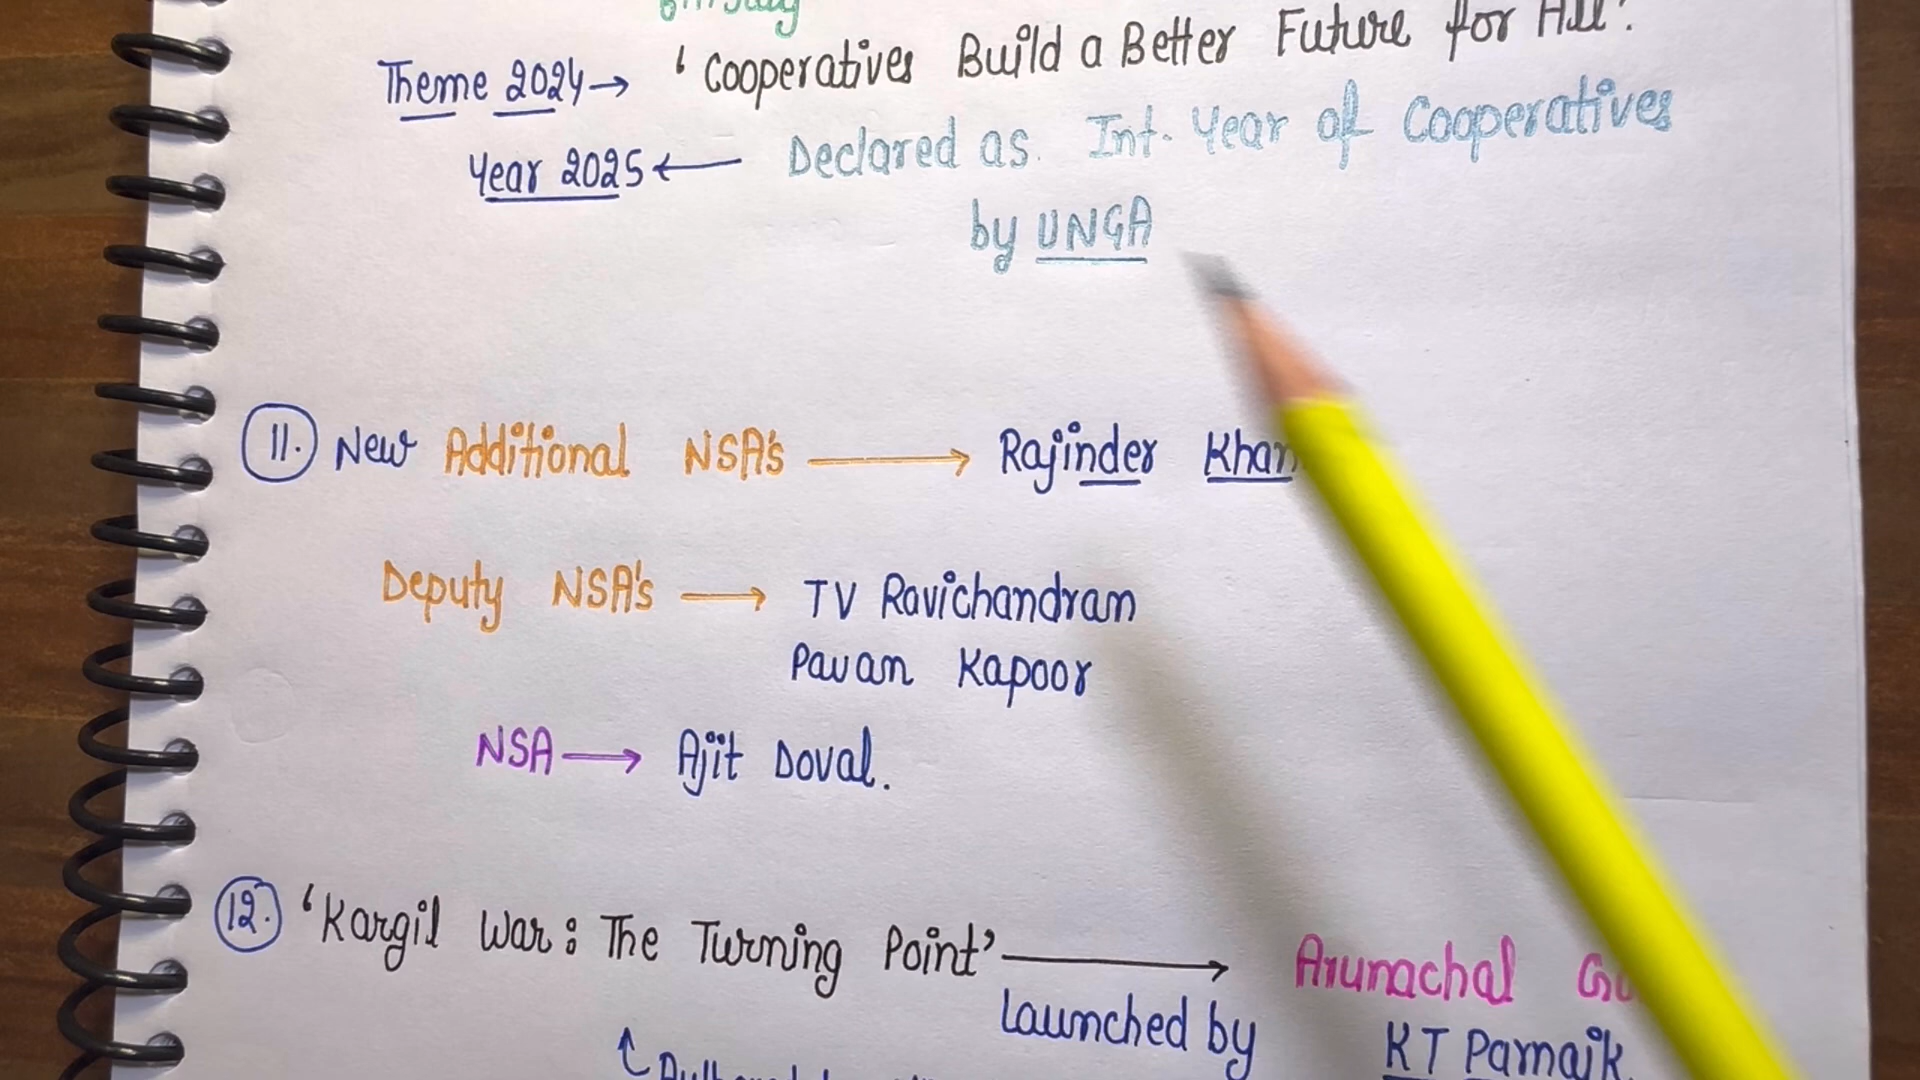 Theme 2024→ ‘Cooperatives Build a Better Future for All’.
Year 2025← Declared as Int. Year of Cooperatives
by UNGA
11. New Additional NSA's → Rajinder
Deputy NSA's → TV Ravichandram
Pavan Kapoor
NSA → Ajit Doval.
12. ‘Kargil War: The Turning Point’ → Arunachal
Launched by KT Parnaik.